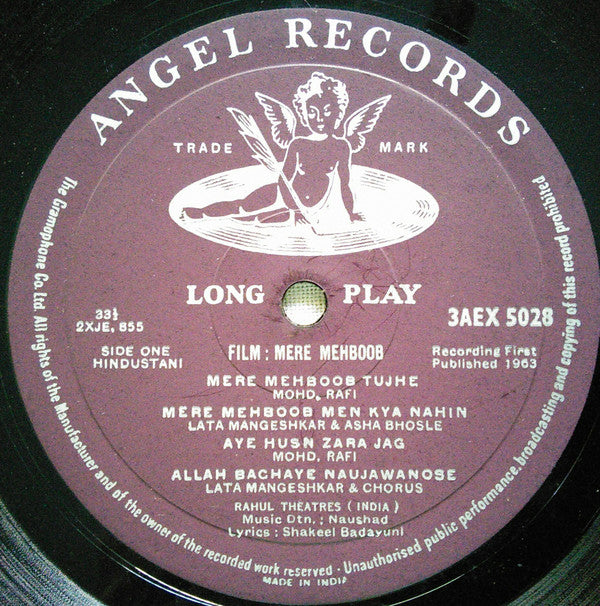 ANGEL RECORDS
TRADE MARK
LONG PLAY
33⅓
2XJE, 655
3AEX 5028
SIDE ONE
HINDUSTANI
FILM : MERE MEHBOOB
Recording First
Published 1963
MERE MEHBOOB TUJHE
MOHD. RAFI
MERE MEHBOOB MEN KYA NAHIN
LATA MANGESHKAR & ASHA BHOSLE
AYE HUSN ZARA JAG
MOHD. RAFI
ALLAH BACHAYE NAUJAWANOSE
LATA MANGESHKAR & CHORUS
RAHUL THEATRES ( INDIA )
Music Dtn. ; Naushad
Lyrics : Shakeel Badayuni
The Gramophone Co. Ltd. All rights of the Manufacturer and of the owner of the recorded work reserved · Unauthorised public performance, broadcasting and copying of this record prohibited
MADE IN INDIA